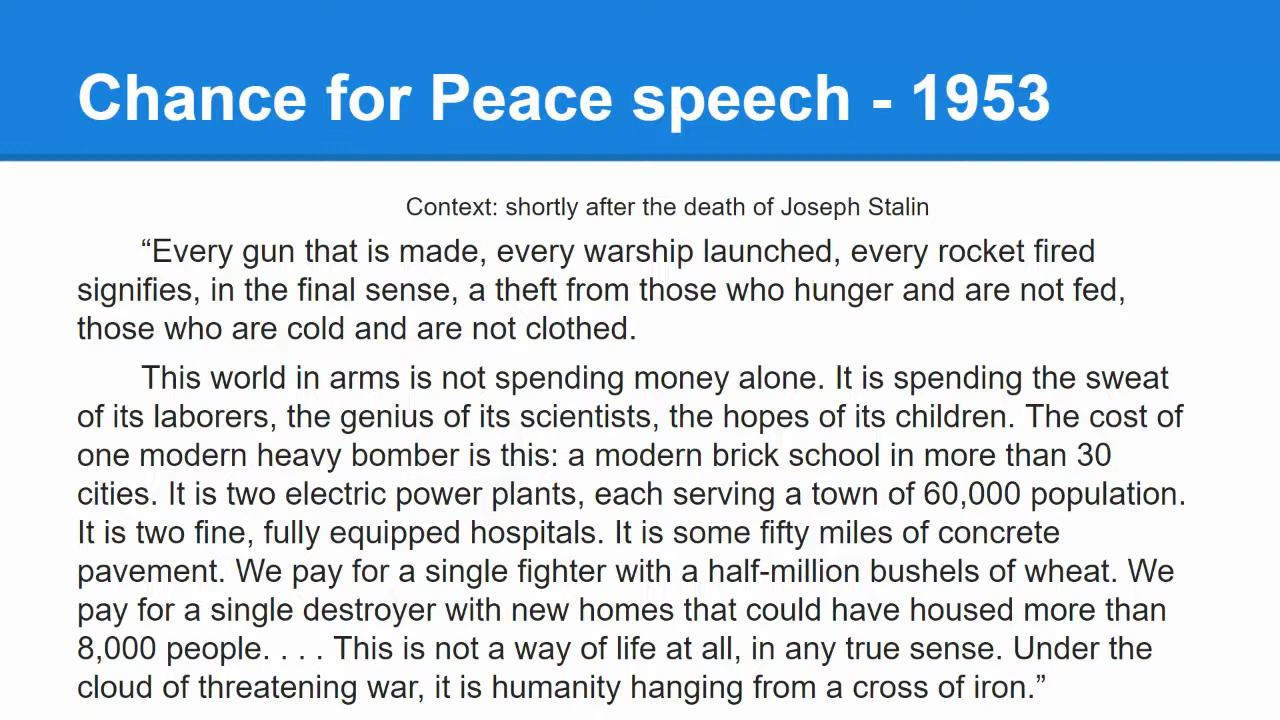 Chance for Peace speech - 1953
Context: shortly after the death of Joseph Stalin
“Every gun that is made, every warship launched, every rocket fired
signifies, in the final sense, a theft from those who hunger and are not fed,
those who are cold and are not clothed.
This world in arms is not spending money alone. It is spending the sweat
of its laborers, the genius of its scientists, the hopes of its children. The cost of
one modern heavy bomber is this: a modern brick school in more than 30
cities. It is two electric power plants, each serving a town of 60,000 population.
It is two fine, fully equipped hospitals. It is some fifty miles of concrete
pavement. We pay for a single fighter with a half-million bushels of wheat. We
pay for a single destroyer with new homes that could have housed more than
8,000 people. . . . This is not a way of life at all, in any true sense. Under the
cloud of threatening war, it is humanity hanging from a cross of iron.”